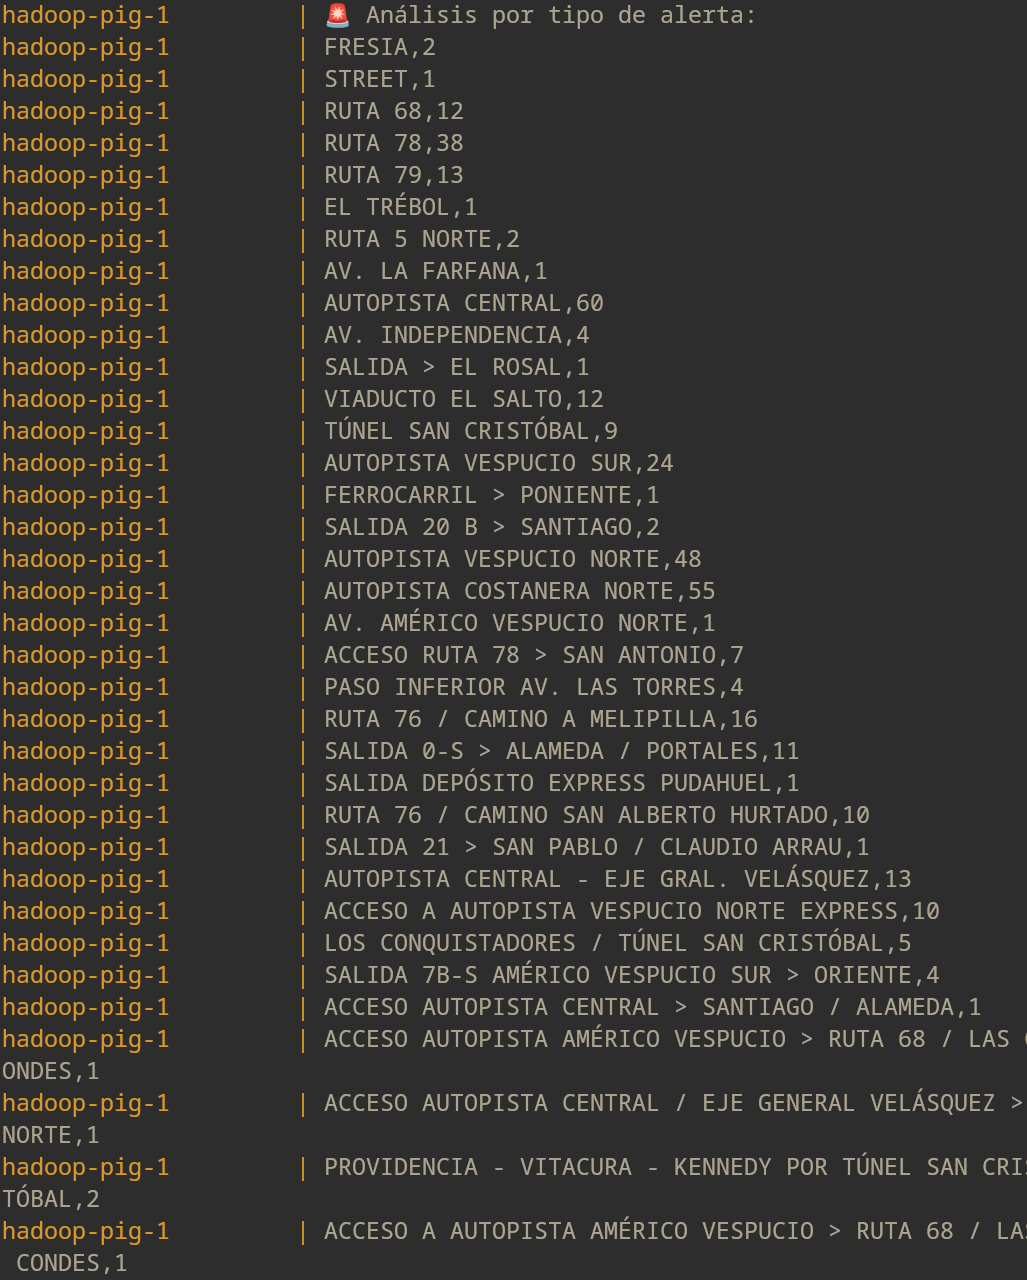 hadoop-pig-1 | 🚨 Análisis por tipo de alerta:
hadoop-pig-1 | FRESIA,2
hadoop-pig-1 | STREET,1
hadoop-pig-1 | RUTA 68,12
hadoop-pig-1 | RUTA 78,38
hadoop-pig-1 | RUTA 79,13
hadoop-pig-1 | EL TRÉBOL,1
hadoop-pig-1 | RUTA 5 NORTE,2
hadoop-pig-1 | AV. LA FARFANA,1
hadoop-pig-1 | AUTOPISTA CENTRAL,60
hadoop-pig-1 | AV. INDEPENDENCIA,4
hadoop-pig-1 | SALIDA > EL ROSAL,1
hadoop-pig-1 | VIADUCTO EL SALTO,12
hadoop-pig-1 | TÚNEL SAN CRISTÓBAL,9
hadoop-pig-1 | AUTOPISTA VESPUCIO SUR,24
hadoop-pig-1 | FERROCARRIL > PONIENTE,1
hadoop-pig-1 | SALIDA 20 B > SANTIAGO,2
hadoop-pig-1 | AUTOPISTA VESPUCIO NORTE,48
hadoop-pig-1 | AUTOPISTA COSTANERA NORTE,55
hadoop-pig-1 | AV. AMÉRICO VESPUCIO NORTE,1
hadoop-pig-1 | ACCESO RUTA 78 > SAN ANTONIO,7
hadoop-pig-1 | PASO INFERIOR AV. LAS TORRES,4
hadoop-pig-1 | RUTA 76 / CAMINO A MELIPILLA,16
hadoop-pig-1 | SALIDA 0-S > ALAMEDA / PORTALES,11
hadoop-pig-1 | SALIDA DEPÓSITO EXPRESS PUDAHUEL,1
hadoop-pig-1 | RUTA 76 / CAMINO SAN ALBERTO HURTADO,10
hadoop-pig-1 | SALIDA 21 > SAN PABLO / CLAUDIO ARRAU,1
hadoop-pig-1 | AUTOPISTA CENTRAL - EJE GRAL. VELÁSQUEZ,13
hadoop-pig-1 | ACCESO A AUTOPISTA VESPUCIO NORTE EXPRESS,10
hadoop-pig-1 | LOS CONQUISTADORES / TÚNEL SAN CRISTÓBAL,5
hadoop-pig-1 | SALIDA 7B-S AMÉRICO VESPUCIO SUR > ORIENTE,4
hadoop-pig-1 | ACCESO AUTOPISTA CENTRAL > SANTIAGO / ALAMEDA,1
hadoop-pig-1 | ACCESO AUTOPISTA AMÉRICO VESPUCIO > RUTA 68 / LAS C
ONDES,1
hadoop-pig-1 | ACCESO AUTOPISTA CENTRAL / EJE GENERAL VELÁSQUEZ >
NORTE,1
hadoop-pig-1 | PROVIDENCIA - VITACURA - KENNEDY POR TÚNEL SAN CRIS
TÓBAL,2
hadoop-pig-1 | ACCESO A AUTOPISTA AMÉRICO VESPUCIO > RUTA 68 / LAS
CONDES,1